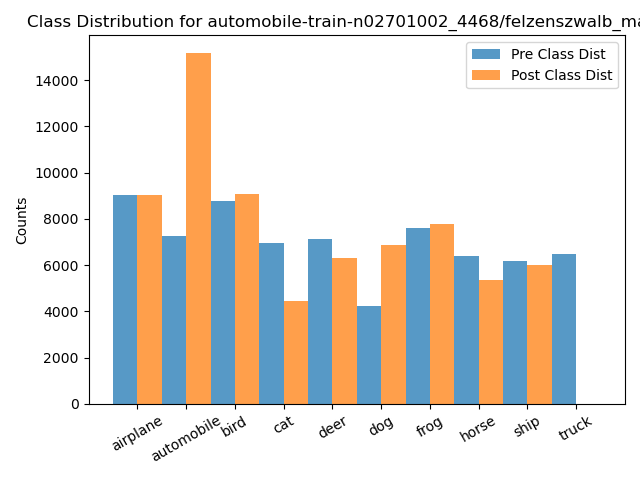 Class Distribution for automobile-train-n02701002_4468/felzenszwalb_ma
Pre Class Dist
Post Class Dist
Counts
14000
12000
10000
8000
6000
4000
2000
0
airplane
automobile
bird
cat
deer
dog
frog
horse
ship
truck